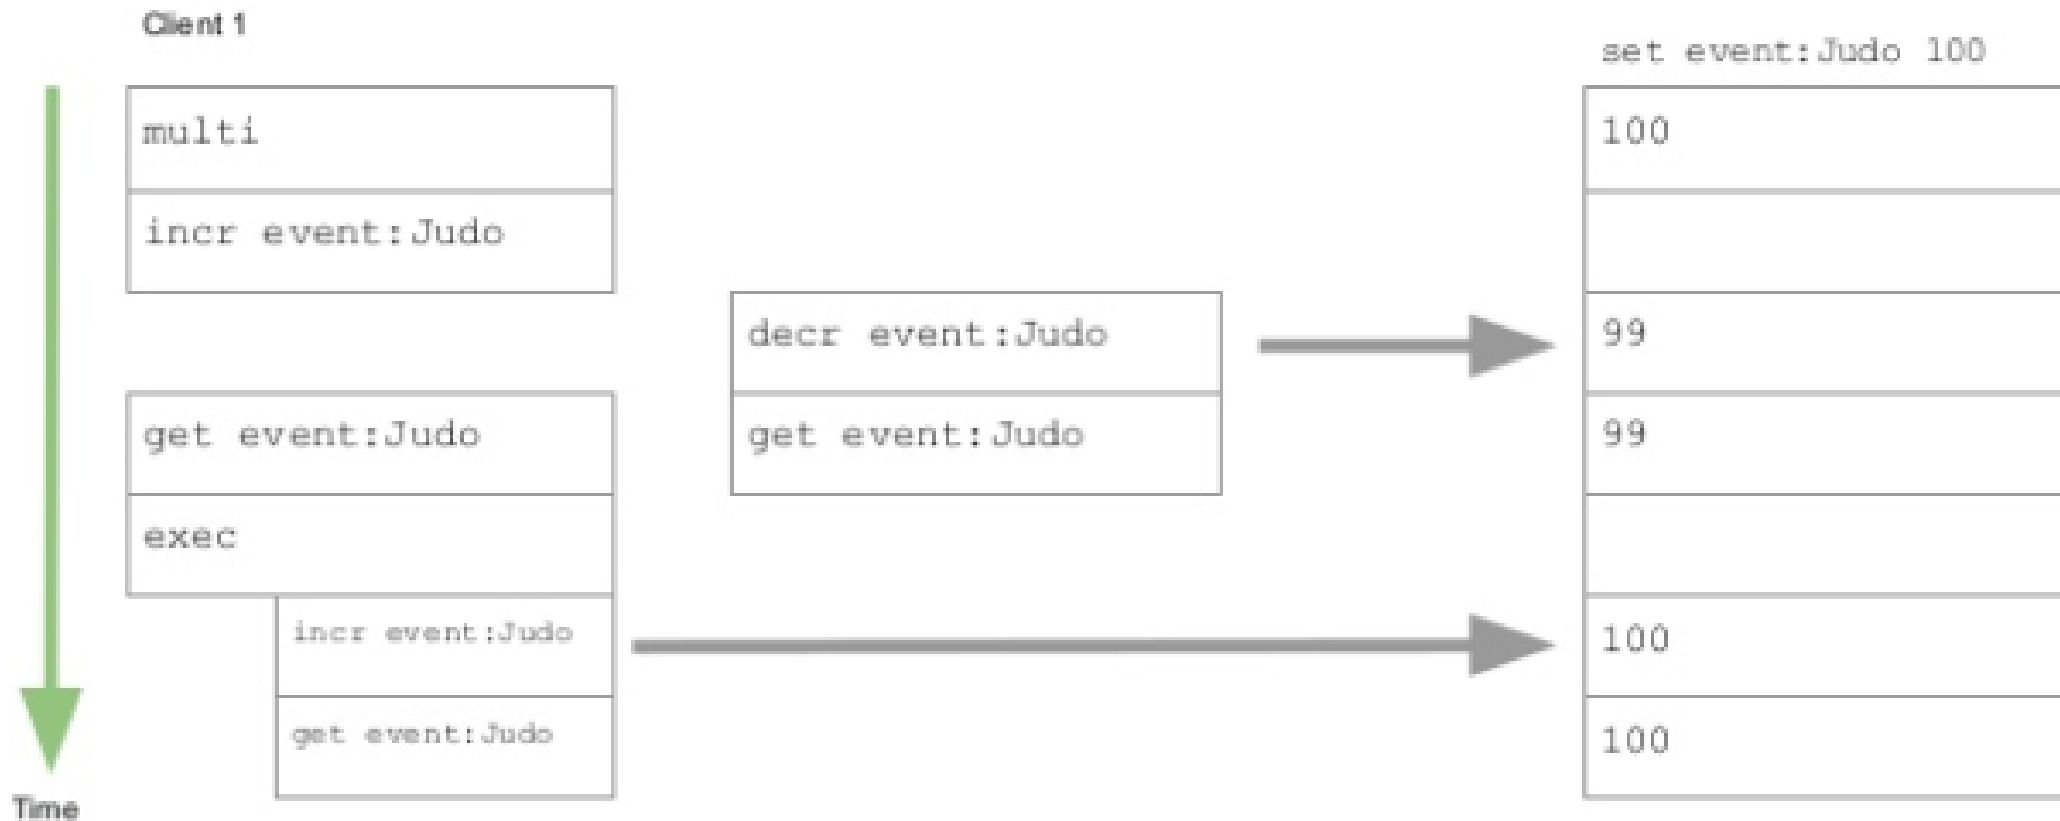 Client 1
set event:Judo 100
multi
100
incr event:Judo
decr event:Judo
99
get event:Judo
get event:Judo
99
exec
incr event:Judo
100
get event:Judo
100
Time